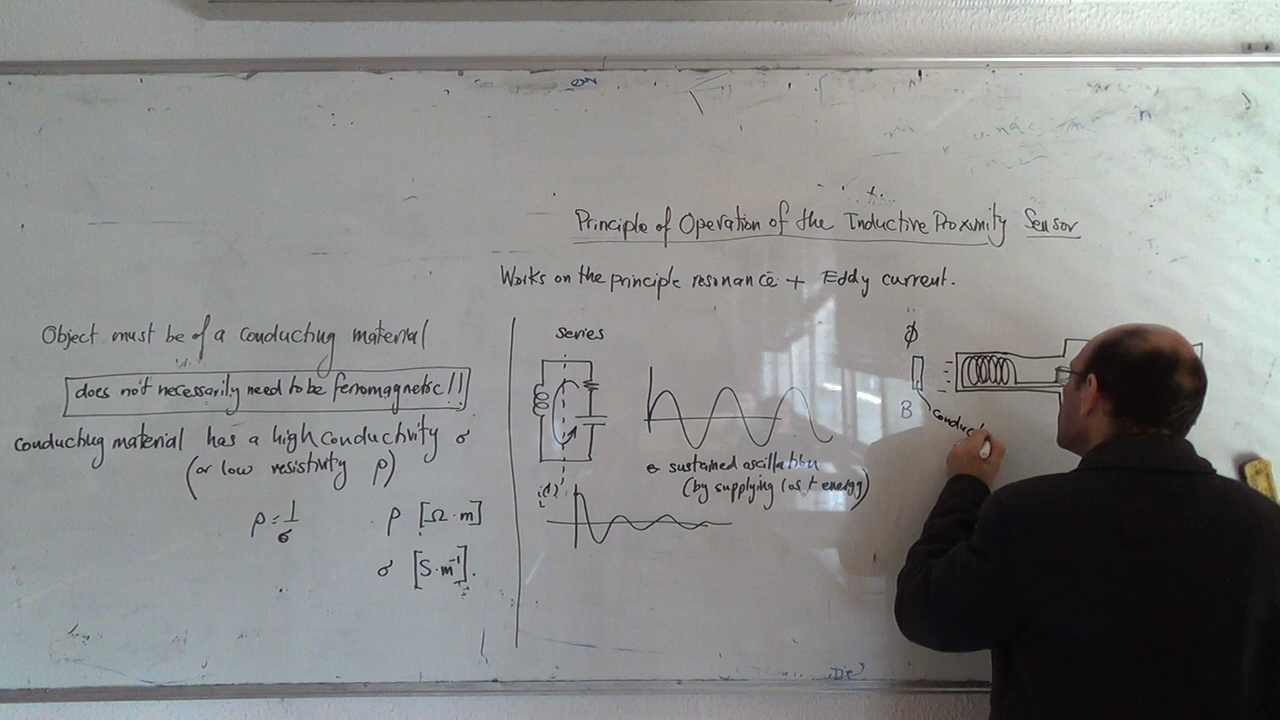 Principle of Operation of the Inductive Proximity Sensor
Works on the principle resonance + Eddy current.
Object must be of a conducting material
does not necessarily need to be ferromagnetic!!
conducting material has a high conductivity σ
(or low resistivity ρ)
ρ = 1/σ
ρ [Ω·m]
σ [S·m⁻¹].
series
i(t)
sustained oscillation
(by supplying lost energy)
ϕ
B
conduct